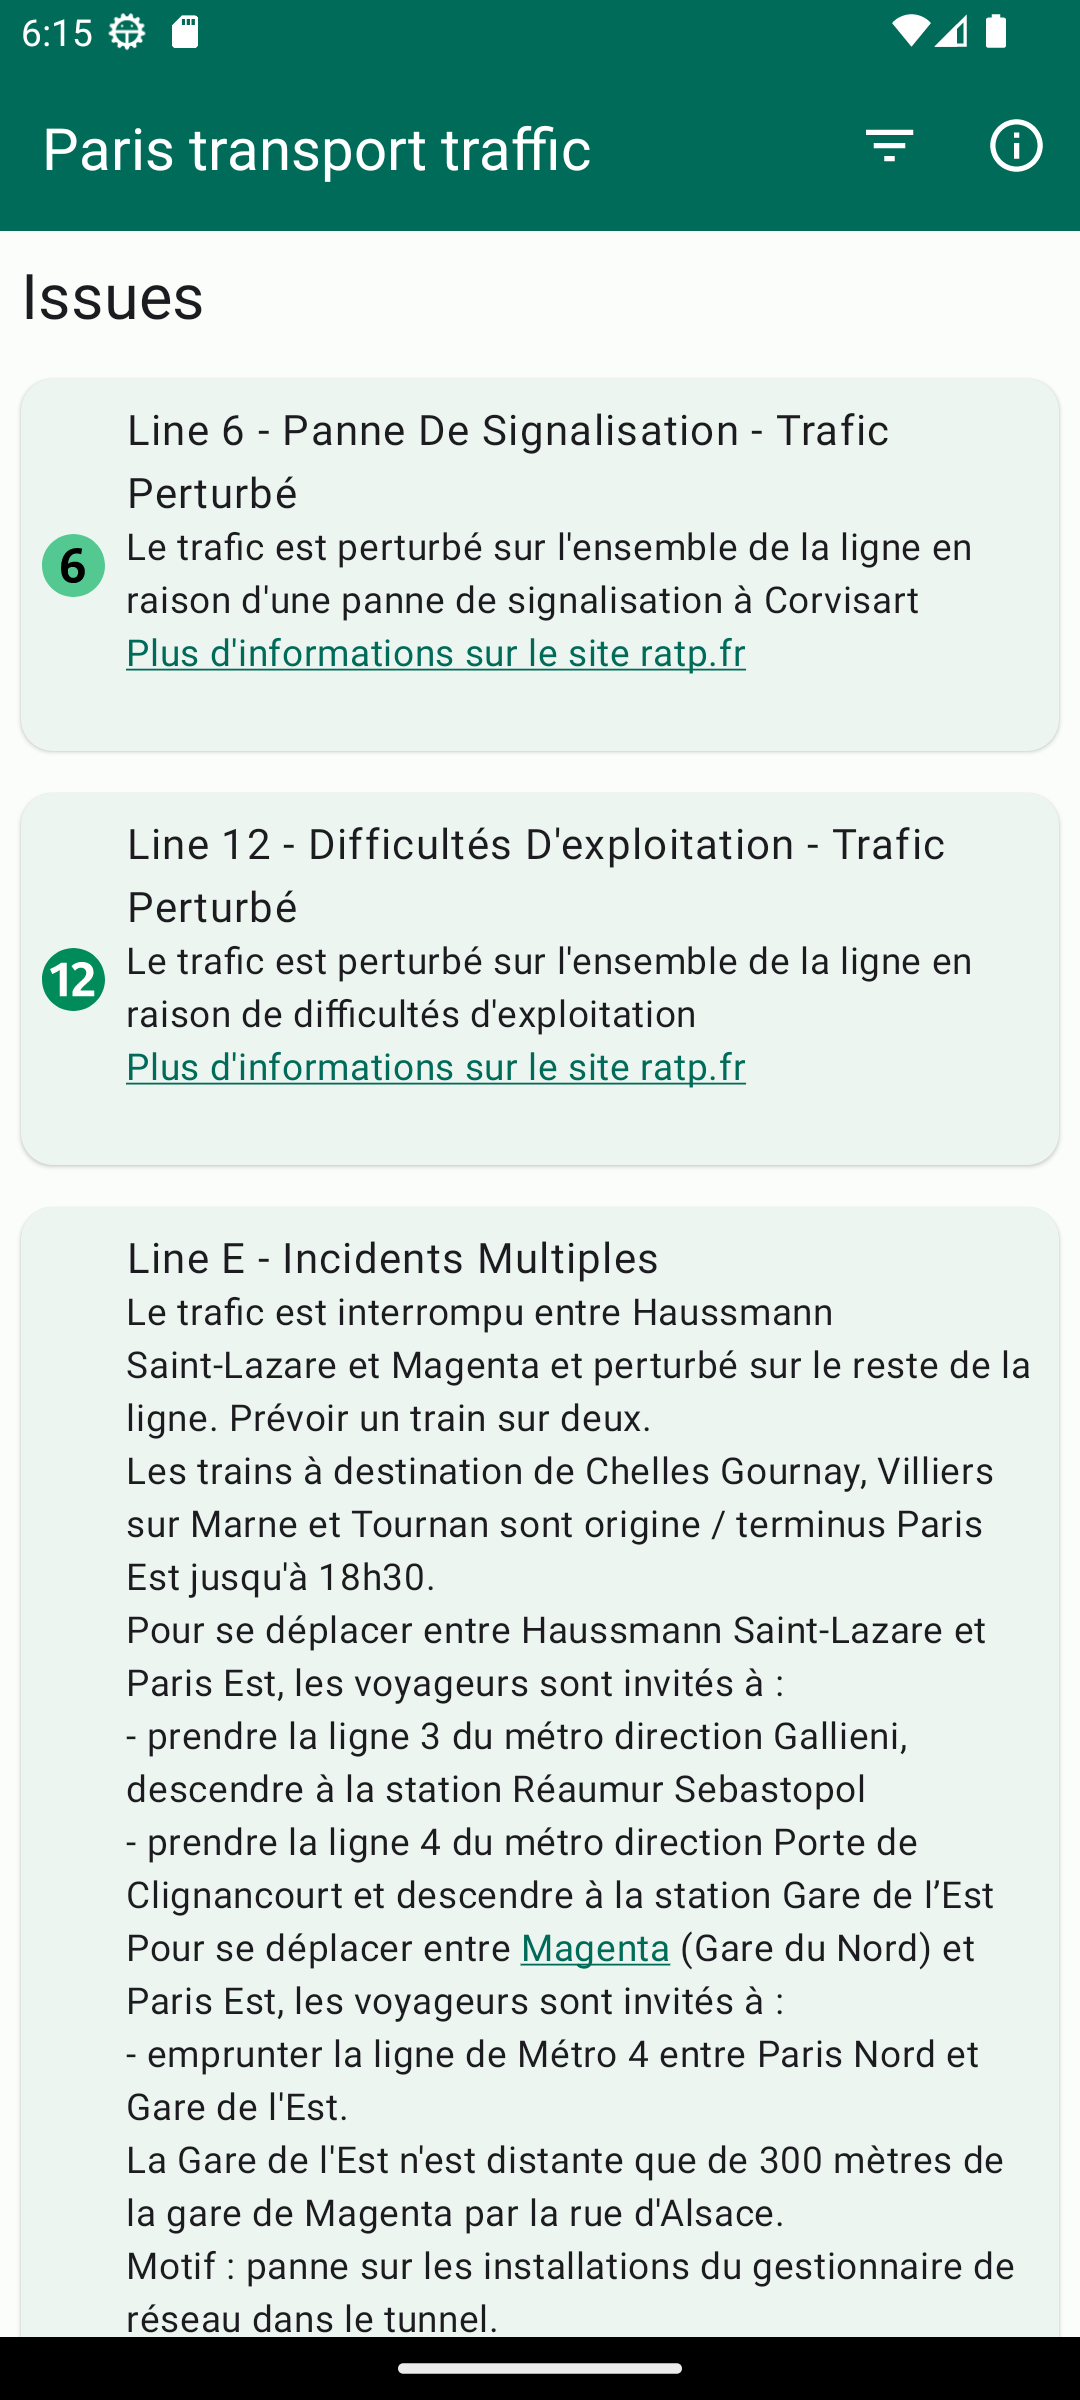 6:15
Paris transport traffic
Issues
Line 6 - Panne De Signalisation - Trafic
Perturbé
6
Le trafic est perturbé sur l'ensemble de la ligne en
raison d'une panne de signalisation à Corvisart
Plus d'informations sur le site ratp.fr
Line 12 - Difficultés D'exploitation - Trafic
Perturbé
12
Le trafic est perturbé sur l'ensemble de la ligne en
raison de difficultés d'exploitation
Plus d'informations sur le site ratp.fr
Line E - Incidents Multiples
Le trafic est interrompu entre Haussmann
Saint-Lazare et Magenta et perturbé sur le reste de la
ligne. Prévoir un train sur deux.
Les trains à destination de Chelles Gournay, Villiers
sur Marne et Tournan sont origine / terminus Paris
Est jusqu'à 18h30.
Pour se déplacer entre Haussmann Saint-Lazare et
Paris Est, les voyageurs sont invités à :
- prendre la ligne 3 du métro direction Gallieni,
descendre à la station Réaumur Sebastopol
- prendre la ligne 4 du métro direction Porte de
Clignancourt et descendre à la station Gare de l’Est
Pour se déplacer entre Magenta (Gare du Nord) et
Paris Est, les voyageurs sont invités à :
- emprunter la ligne de Métro 4 entre Paris Nord et
Gare de l'Est.
La Gare de l'Est n'est distante que de 300 mètres de
la gare de Magenta par la rue d'Alsace.
Motif : panne sur les installations du gestionnaire de
réseau dans le tunnel.